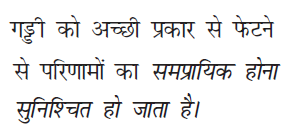 गड्डी को अच्छी प्रकार से फेटने
से परिणामों का समप्रायिक होना
सुनिश्चित हो जाता है।